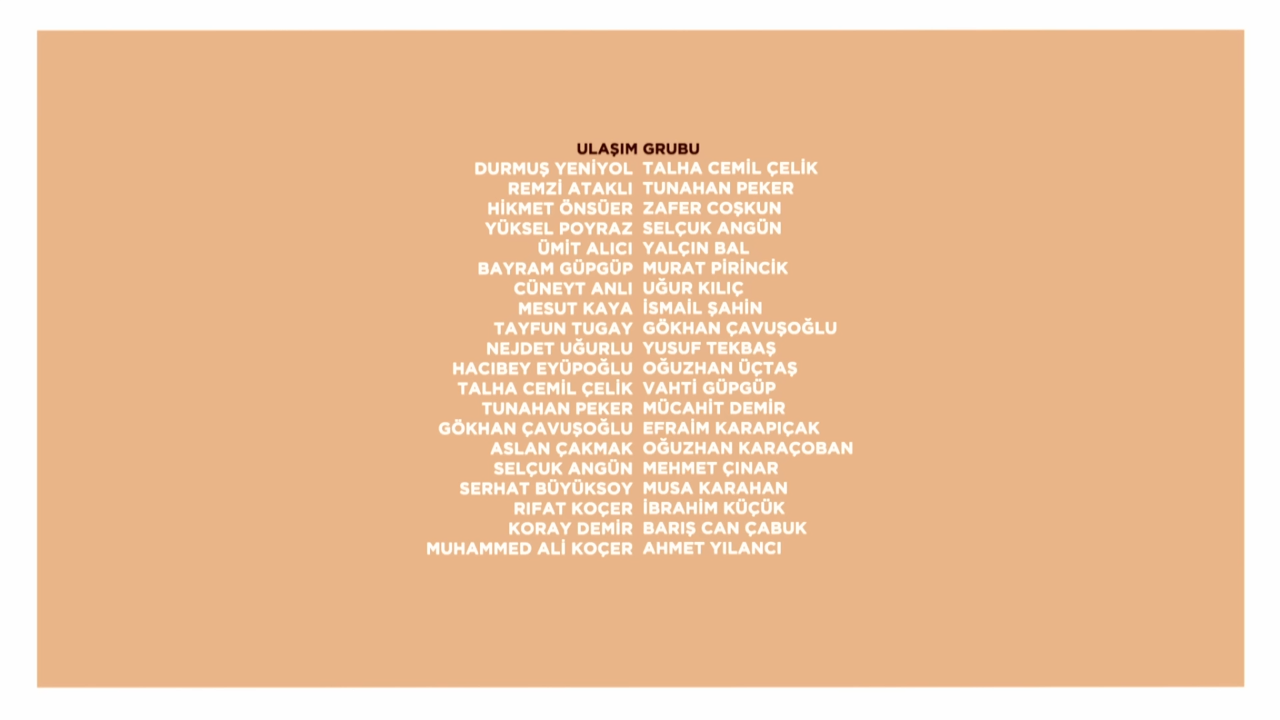 ULAŞIM GRUBU
DURMUŞ YENİYOL TALHA CEMİL ÇELİK
REMZİ ATAKLI TUNAHAN PEKER
HİKMET ÖNSÜER ZAFER COŞKUN
YÜKSEL POYRAZ SELÇUK ANGÜN
ÜMİT ALICI YALÇIN BAL
BAYRAM GÜPGÜP MURAT PİRİNCİK
CÜNEYT ANLI UĞUR KILIÇ
MESUT KAYA İSMAİL ŞAHİN
TAYFUN TUGAY GÖKHAN ÇAVUŞOĞLU
NEJDET UĞURLU YUSUF TEKBAŞ
HACIBEY EYÜPOĞLU OĞUZHAN ÜÇTAŞ
TALHA CEMİL ÇELİK VAHTİ GÜPGÜP
TUNAHAN PEKER MÜCAHİT DEMİR
GÖKHAN ÇAVUŞOĞLU EFRAİM KARAPIÇAK
ASLAN ÇAKMAK OĞUZHAN KARAÇOBAN
SELÇUK ANGÜN MEHMET ÇINAR
SERHAT BÜYÜKSOY MUSA KARAHAN
RIFAT KOÇER İBRAHİM KÜÇÜK
KORAY DEMİR BARIŞ CAN ÇABUK
MUHAMMED ALİ KOÇER AHMET YILANCI